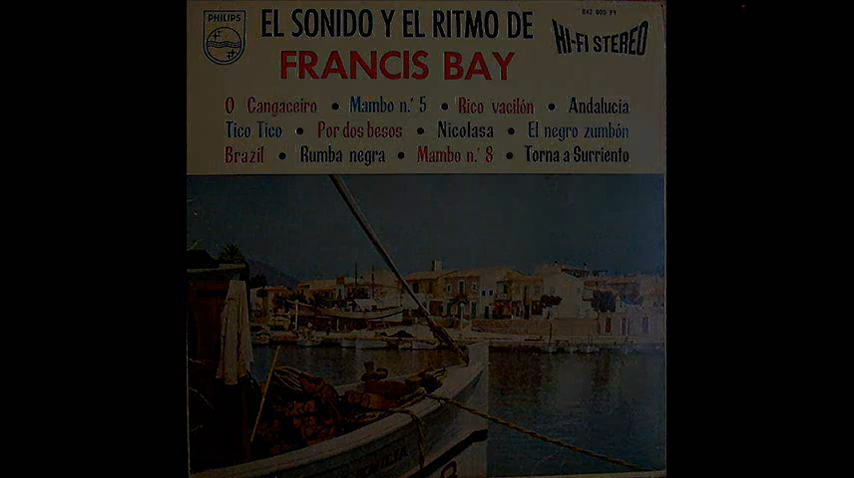 PHILIPS
EL SONIDO Y EL RITMO DE
HI-FI STEREO
FRANCIS BAY
O Cangaceiro • Mambo n.° 5 • Rico vacilón • Andalucia
Tico Tico • Por dos besos • Nicolasa • El negro zumbón
Brazil • Rumba negra • Mambo n.° 8 • Torna a Surriento